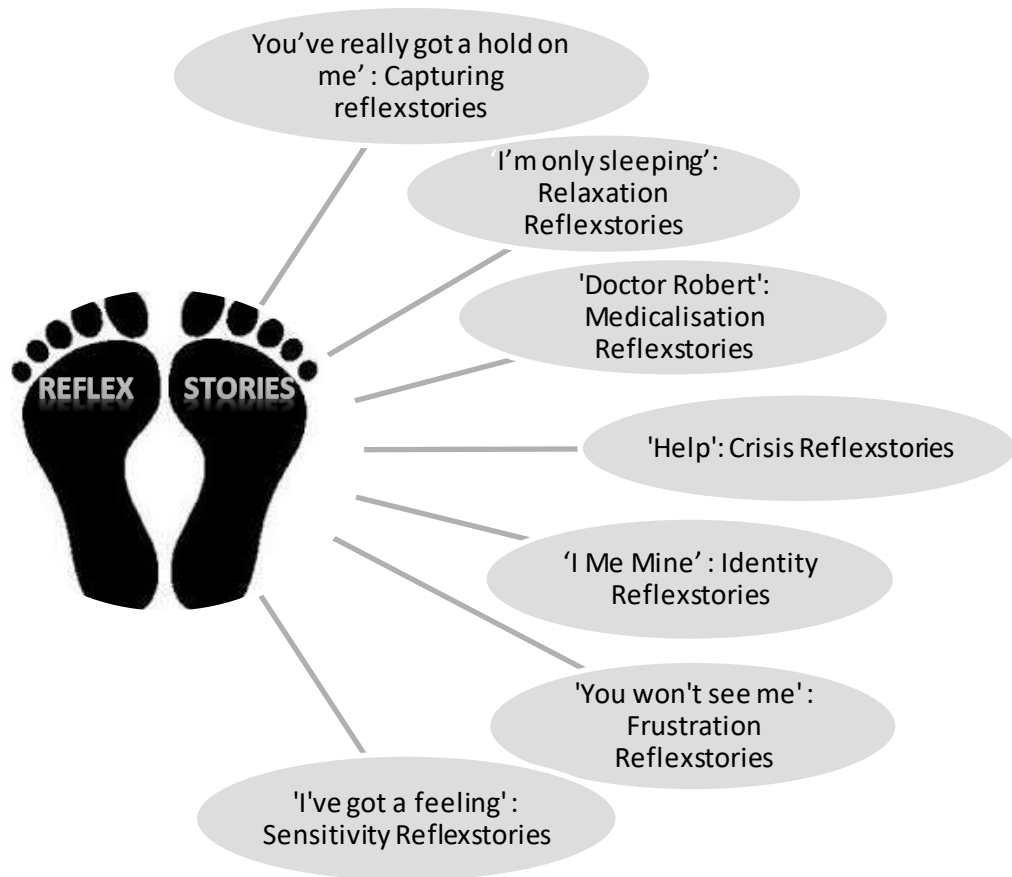 You’ve really got a hold on
me’ : Capturing
reflexstories
‘I’m only sleeping’:
Relaxation
Reflexstories
'Doctor Robert':
Medicalisation
Reflexstories
REFLEX STORIES
'Help': Crisis Reflexstories
‘I Me Mine’ : Identity
Reflexstories
'You won't see me' :
Frustration
Reflexstories
'I've got a feeling' :
Sensitivity Reflexstories